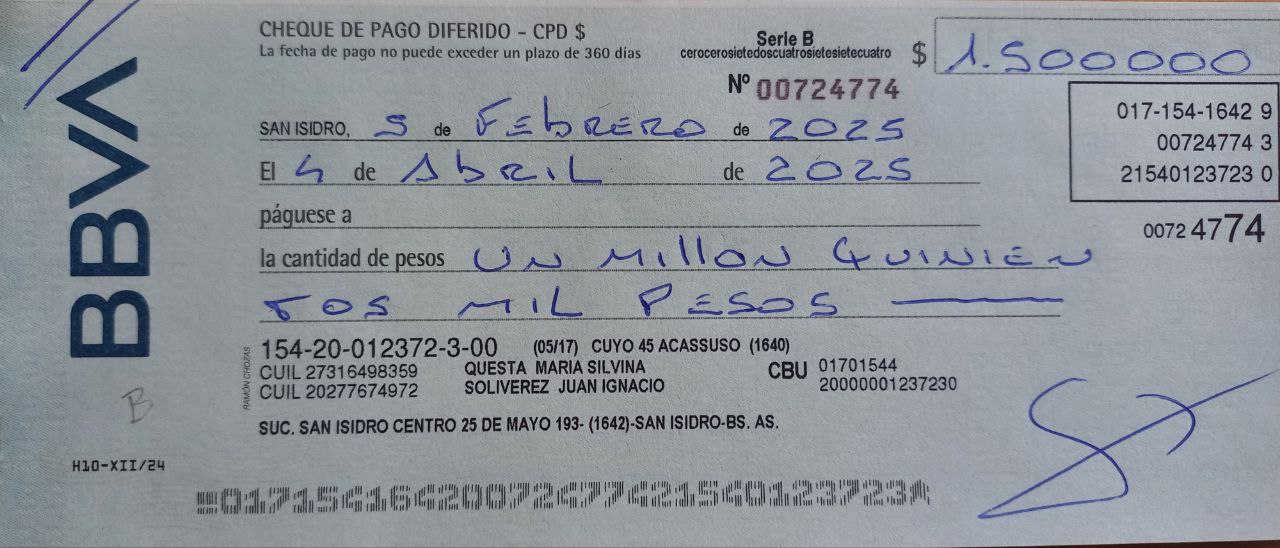 BBVA
CHEQUE DE PAGO DIFERIDO - CPD $
La fecha de pago no puede exceder un plazo de 360 días
Serie B
cerocerosietedoscuatrosietesietecuatro
Nº 00724774
$ 1.500000
SAN ISIDRO, 5 de FEbRERO de 2025
El 4 de AbRIL de 2025
017-154-1642 9
00724774 3
21540123723 0
páguese a
0072 4774
la cantidad de pesos UN MILLON QUINIEN
TOS MIL PESOS
154-20-012372-3-00 (05/17) CUYO 45 ACASSUSO (1640)
CUIL 27316498359 QUESTA MARIA SILVINA CBU 01701544
CUIL 20277674972 SOLIVEREZ JUAN IGNACIO 20000001237230
RAMÓN CHOZAS
SUC. SAN ISIDRO CENTRO 25 DE MAYO 193- (1642)-SAN ISIDRO-BS. AS.
B
H10-XII/24
01715416420072477421540123723